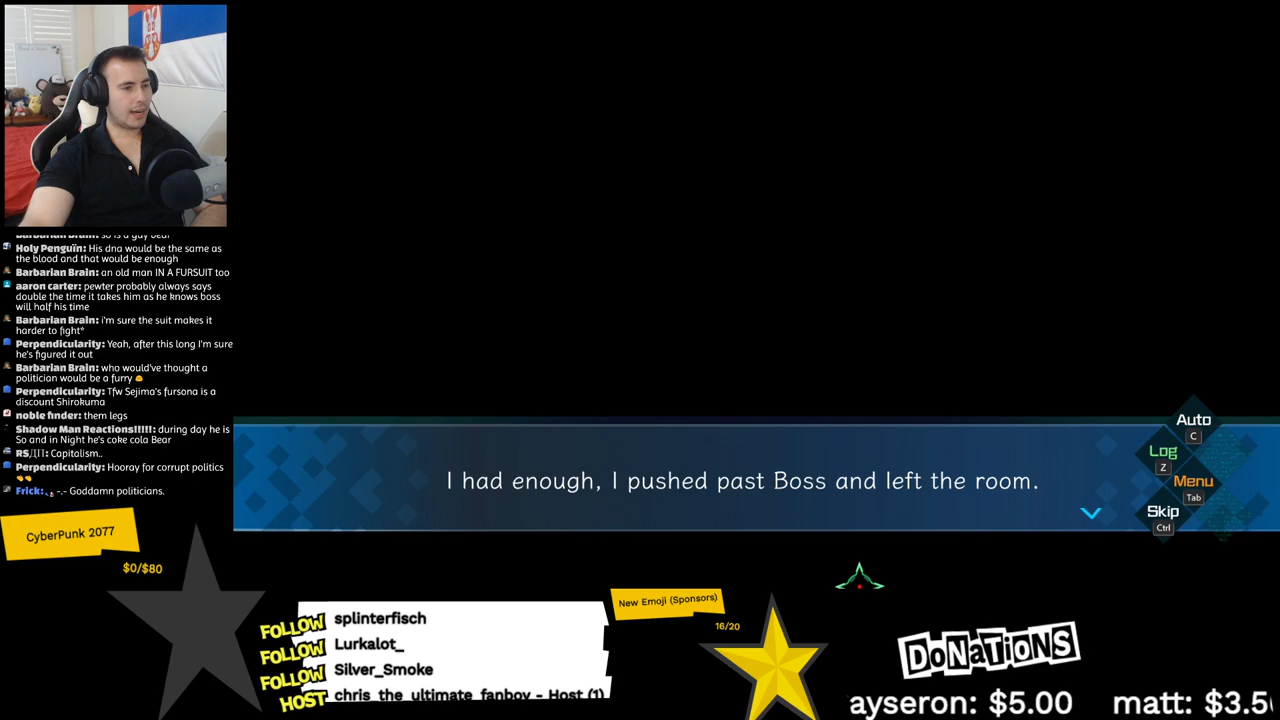 Barbarian Brain: so is a gay bear
Holy Penguin: His dna would be the same as
the blood and that would be enough
Barbarian Brain: an old man IN A FURSUIT too
aaron carter: pewter probably always says
double the time it takes him as he knows boss
will half his time
Barbarian Brain: i'm sure the suit makes it
harder to fight*
Perpendicularity: Yeah, after this long I'm sure
he's figured it out
Barbarian Brain: who would've thought a
politician would be a furry
Perpendicularity: Tfw Sejima's fursona is a
discount Shirokuma
noble finder: them legs
Shadow Man Reactions!!!!!: during day he is
So and in Night he's coke cola Bear
Capitalism..
Perpendicularity: Hooray for corrupt politics
Frick: -.- Goddamn politicians.
I had enough, I pushed past Boss and left the room.
Auto
C
Log
Z
Menu
Tab
Skip
Ctrl
CyberPunk 2077
$0/$80
FOLLOW splinterfisch
FOLLOW Lurkalot_
FOLLOW Silver_Smoke
HOST chris_the_ultimate_fanboy - Host (1)
New Emoji (Sponsors)
16/20
DONATIONS
ayseron: $5.00 matt: $3.50